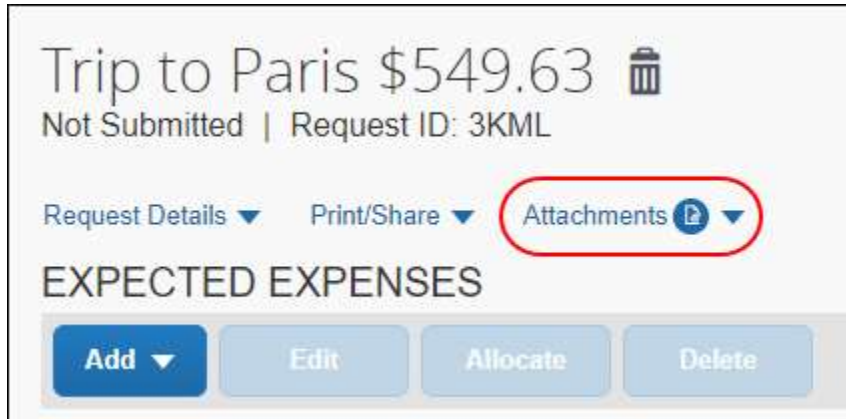 Trip to Paris $549.63
Not Submitted | Request ID: 3KML
Request Details Print/Share Attachments
EXPECTED EXPENSES
Add Edit Allocate Delete